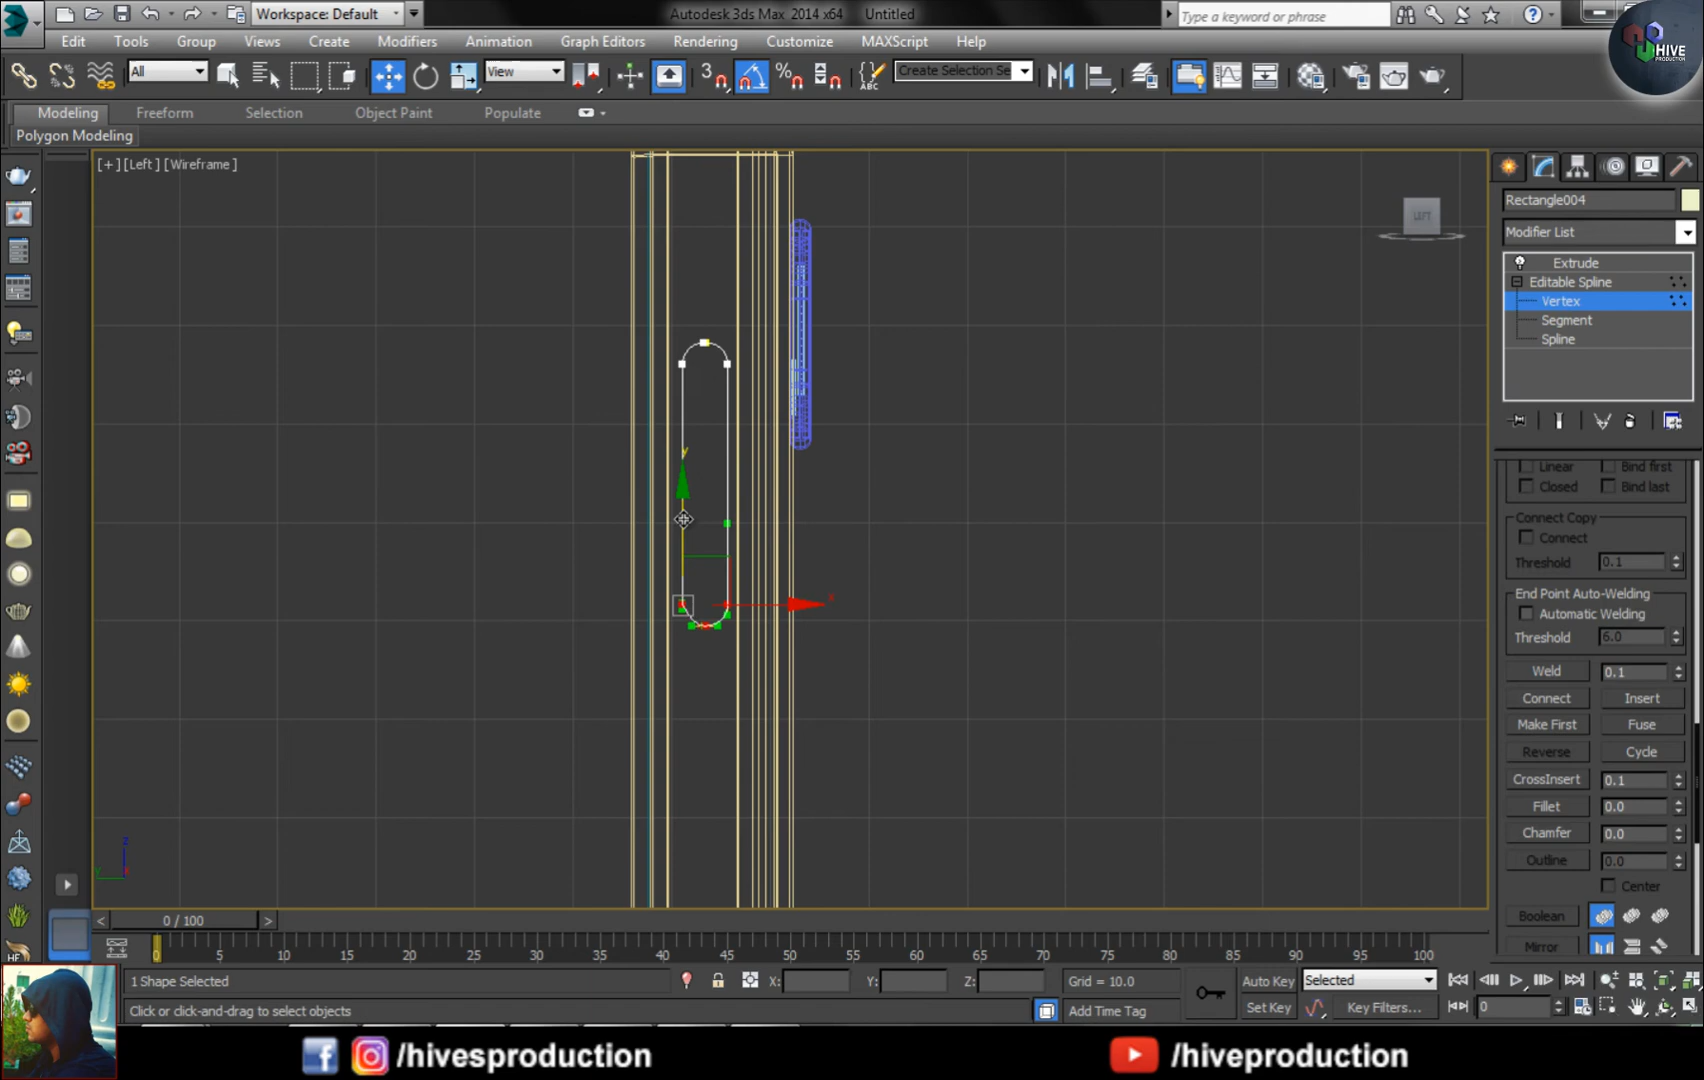 Workspace: Default
Autodesk 3ds Max 2014 x64 Untitled
Type a keyword or phrase
HIVE
PRODUCTION
Edit Tools Group Views Create Modifiers Animation Graph Editors Rendering Customize MAXScript Help
All
View
3
%
ABC
Create Selection Se
Modeling Freeform Selection Object Paint Populate
Polygon Modeling
[+] [Left ] [Wireframe ]
LEFT
Rectangle004
Modifier List
Extrude
Editable Spline
Vertex
Segment
Spline
Linear Bind first
Closed Bind last
Connect Copy
Connect
Threshold 0.1
End Point Auto-Welding
Automatic Welding
Threshold 6.0
Weld 0.1
Connect Insert
Make First Fuse
Reverse Cycle
CrossInsert 0.1
Fillet 0.0
Chamfer 0.0
Outline 0.0
Center
Boolean
Mirror
y
x
z
HF
< 0 / 100 >
0 5 10 15 20 25 30 35 40 45 50 55 60 65 70 75 80 85 90 95 100
1 Shape Selected
X: Y: Z:
Grid = 10.0
Auto Key Selected
Click or click-and-drag to select objects
Add Time Tag
Set Key Key Filters...
0
/hivesproduction
/hiveproduction